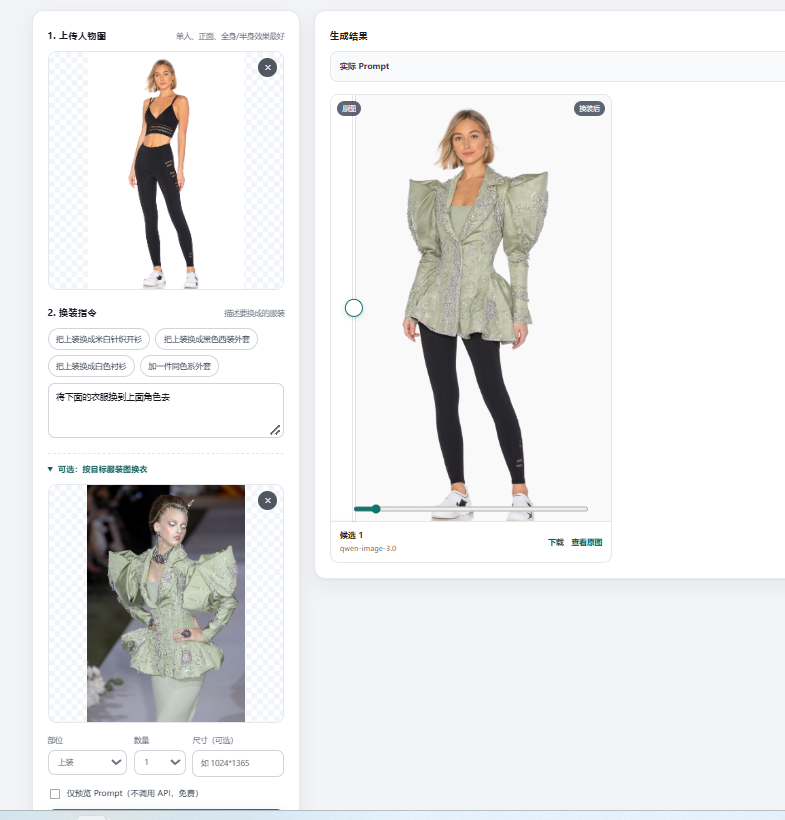 1. 上传人物图
单人、正面、全身/半身效果最好
2. 换装指令
描述要换成的服装
把上装换成米白针织开衫
把上装换成黑色西装外套
把上装换成白色衬衫
加一件同色系外套
将下面的衣服换到上面角色去
▼ 可选：按目标服装图换衣
部位
数量
尺寸（可选）
上装
1
如 1024*1365
仅预览 Prompt（不调用 API，免费）
生成结果
实际 Prompt
原图
换装后
候选 1
qwen-image-3.0
下载
查看原图